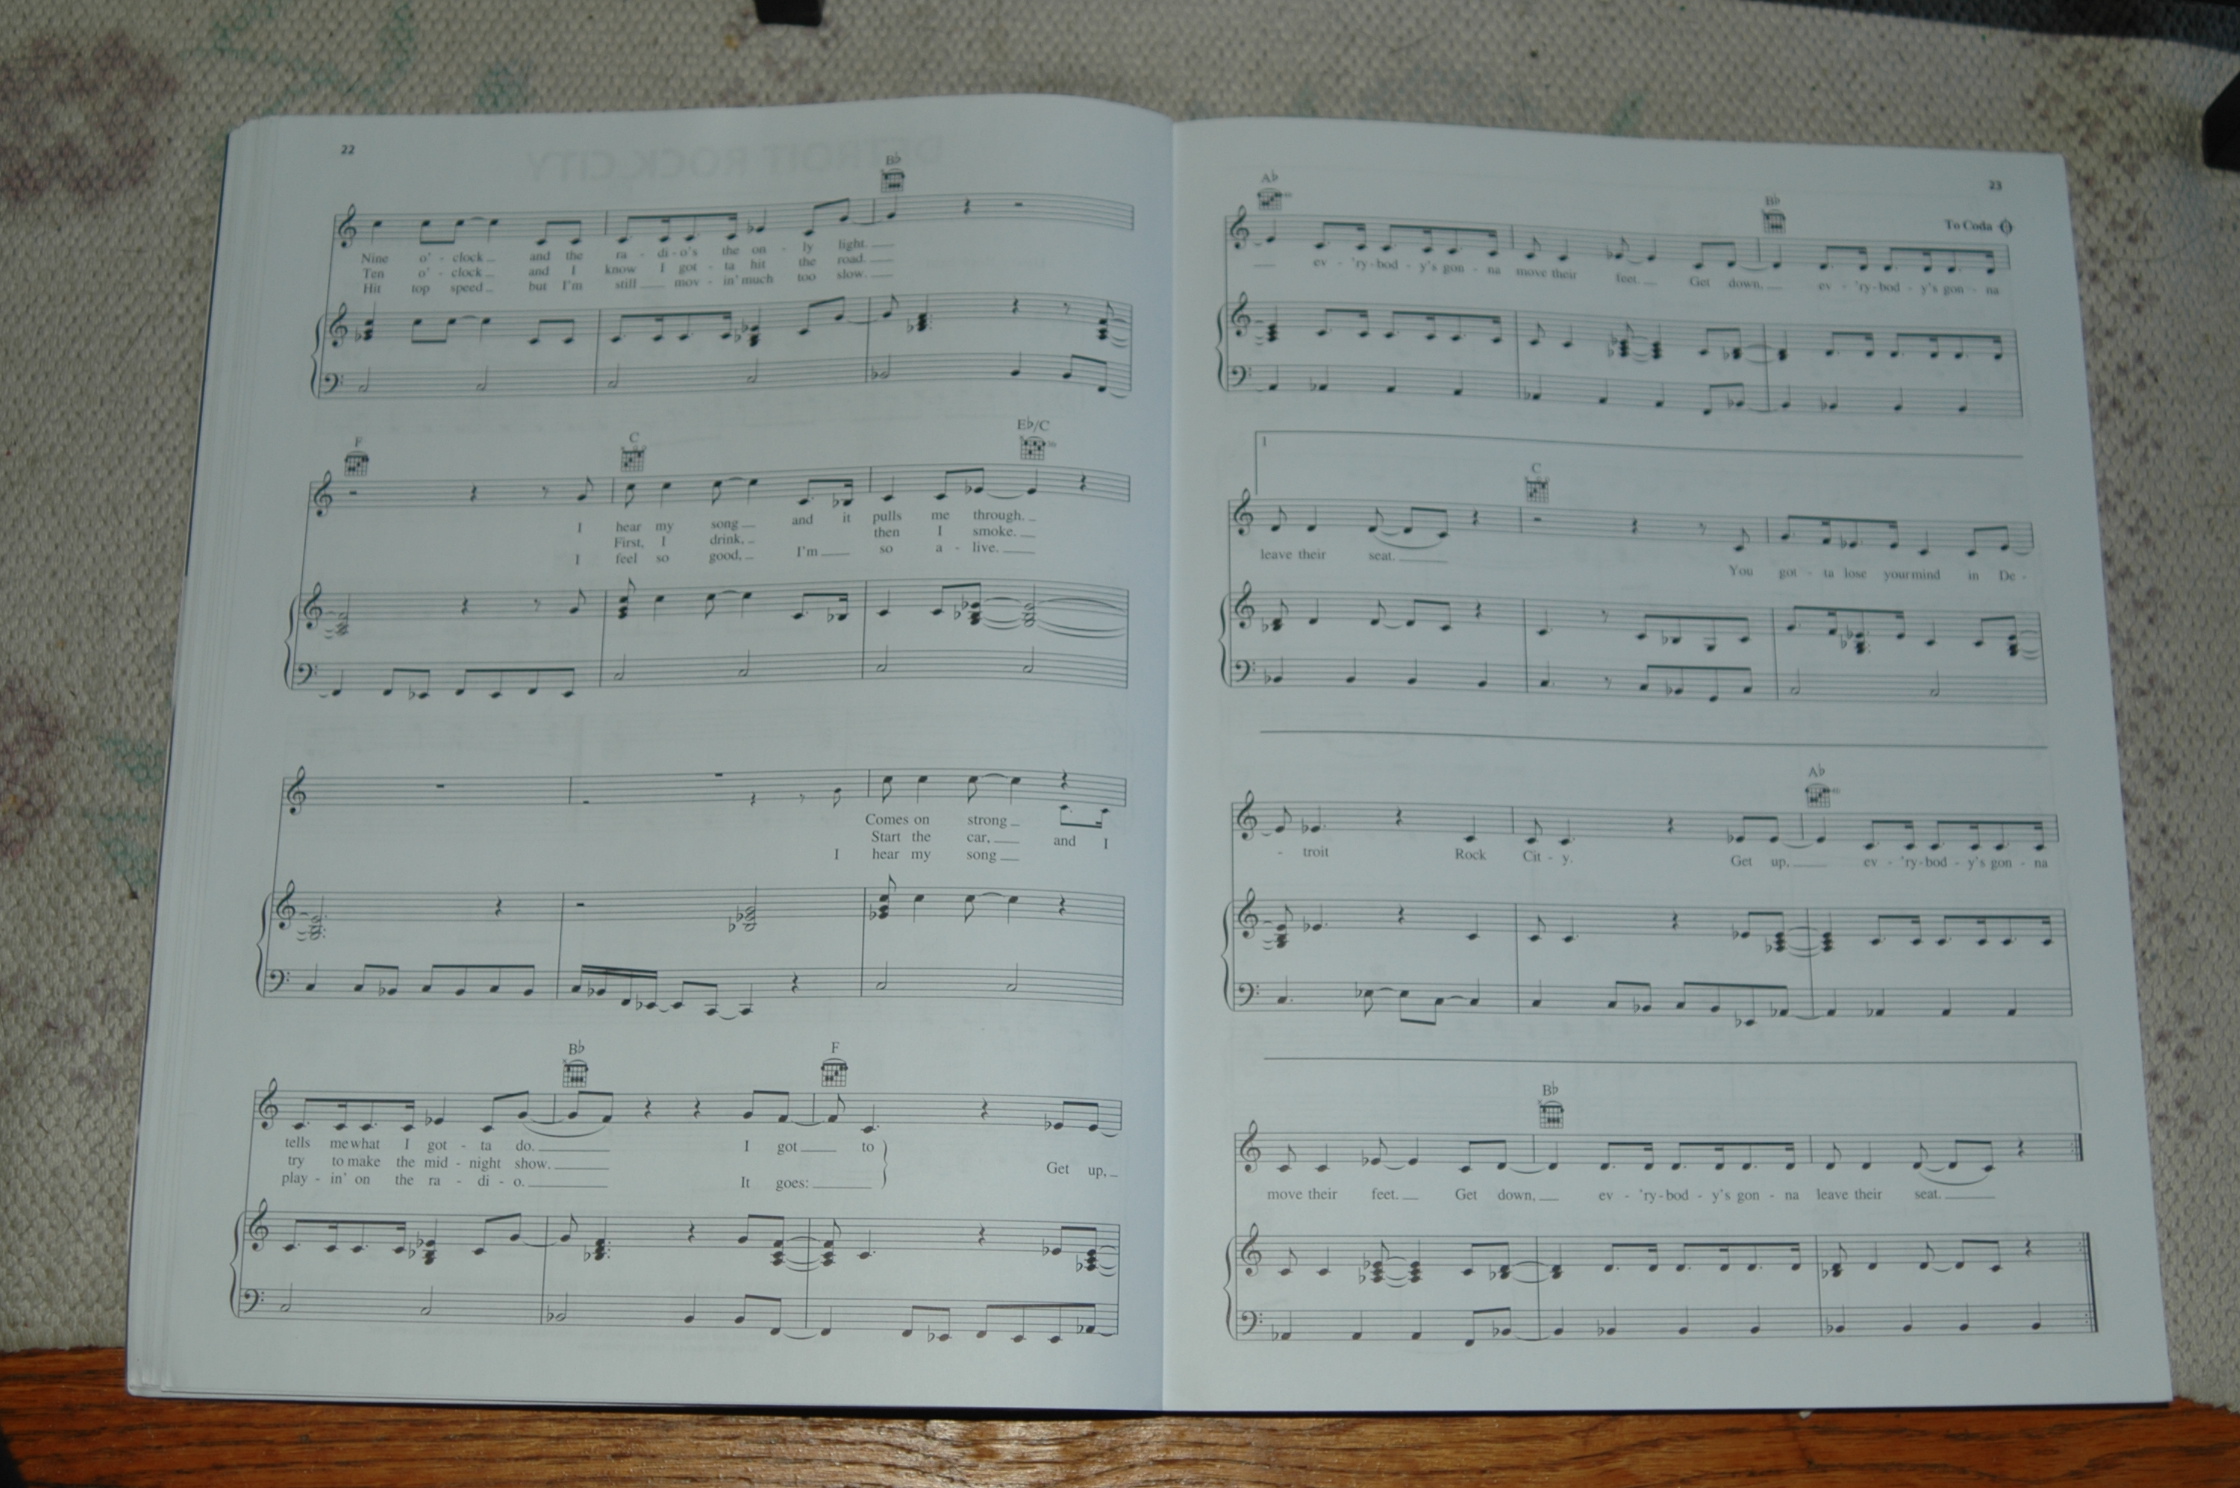 22
B♭
Nine o' - clock and the ra - di - o's the on - ly light
Ten o' - clock and I know I got - ta hit the road.
Hit top speed but I'm still mov - in' much too slow.
F C E♭/C
I hear my song and it pulls me through.
First, I drink, then I smoke.
I feel so good, I'm so a - live.
Comes on strong and I
Start the car,
I hear my song
B♭ F
tells me what I got - ta do. I got to Get up,
try to make the mid - night show.
play - in' on the ra - di - o. It goes:
23
To Coda
A♭ B♭
ev - 'ry - bod - y's gon - na move their feet. Get down, ev - 'ry - bod - y's gon - na
1
C
leave their seat. You got - ta lose your mind in De -
A♭
- troit Rock Cit - y. Get up, ev - 'ry - bod - y's gon - na
B♭
move their feet. Get down, ev - 'ry - bod - y's gon - na leave their seat.